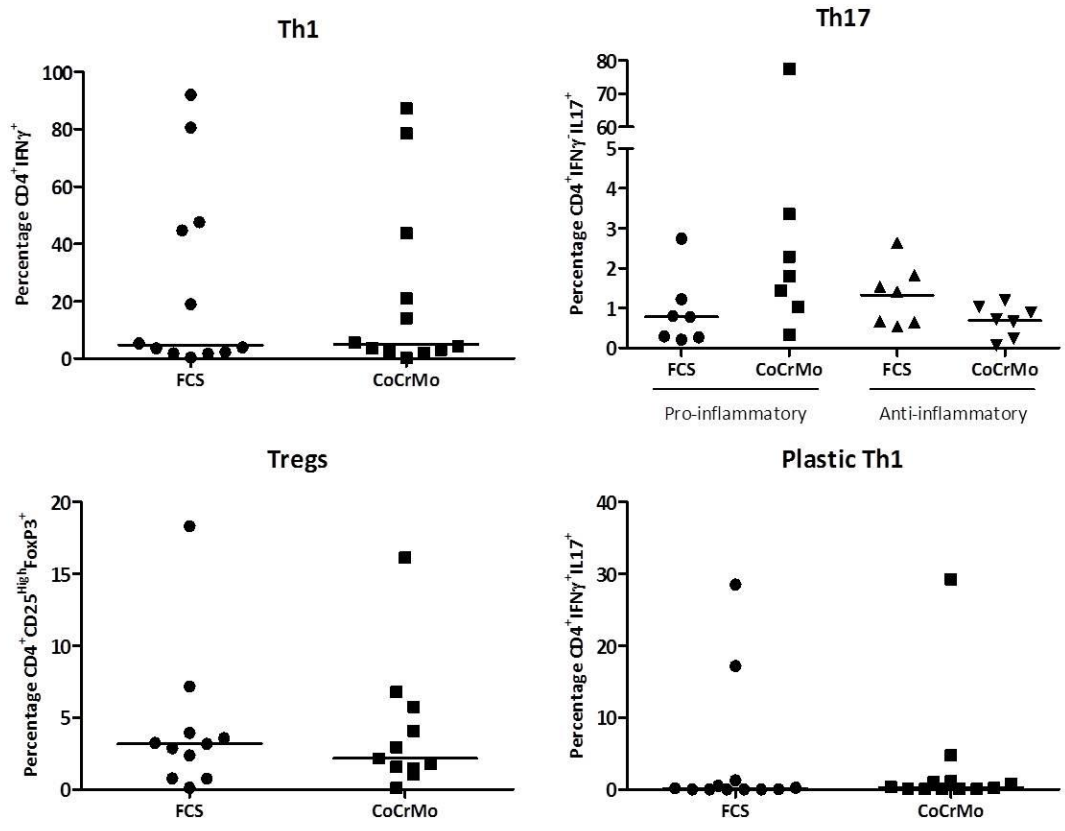 Th1
Percentage CD4⁺IFNγ⁺
100
80
60
40
20
0
FCS CoCrMo
Th17
Percentage CD4⁺IFNγ⁻IL17⁺
80
70
60
5
4
3
2
1
0
FCS CoCrMo FCS CoCrMo
Pro-inflammatory Anti-inflammatory
Tregs
Percentage CD4⁺CD25ᴴⁱᵍʰFoxP3⁺
20
15
10
5
0
FCS CoCrMo
Plastic Th1
Percentage CD4⁺IFNγ⁺IL17⁺
40
30
20
10
0
FCS CoCrMo